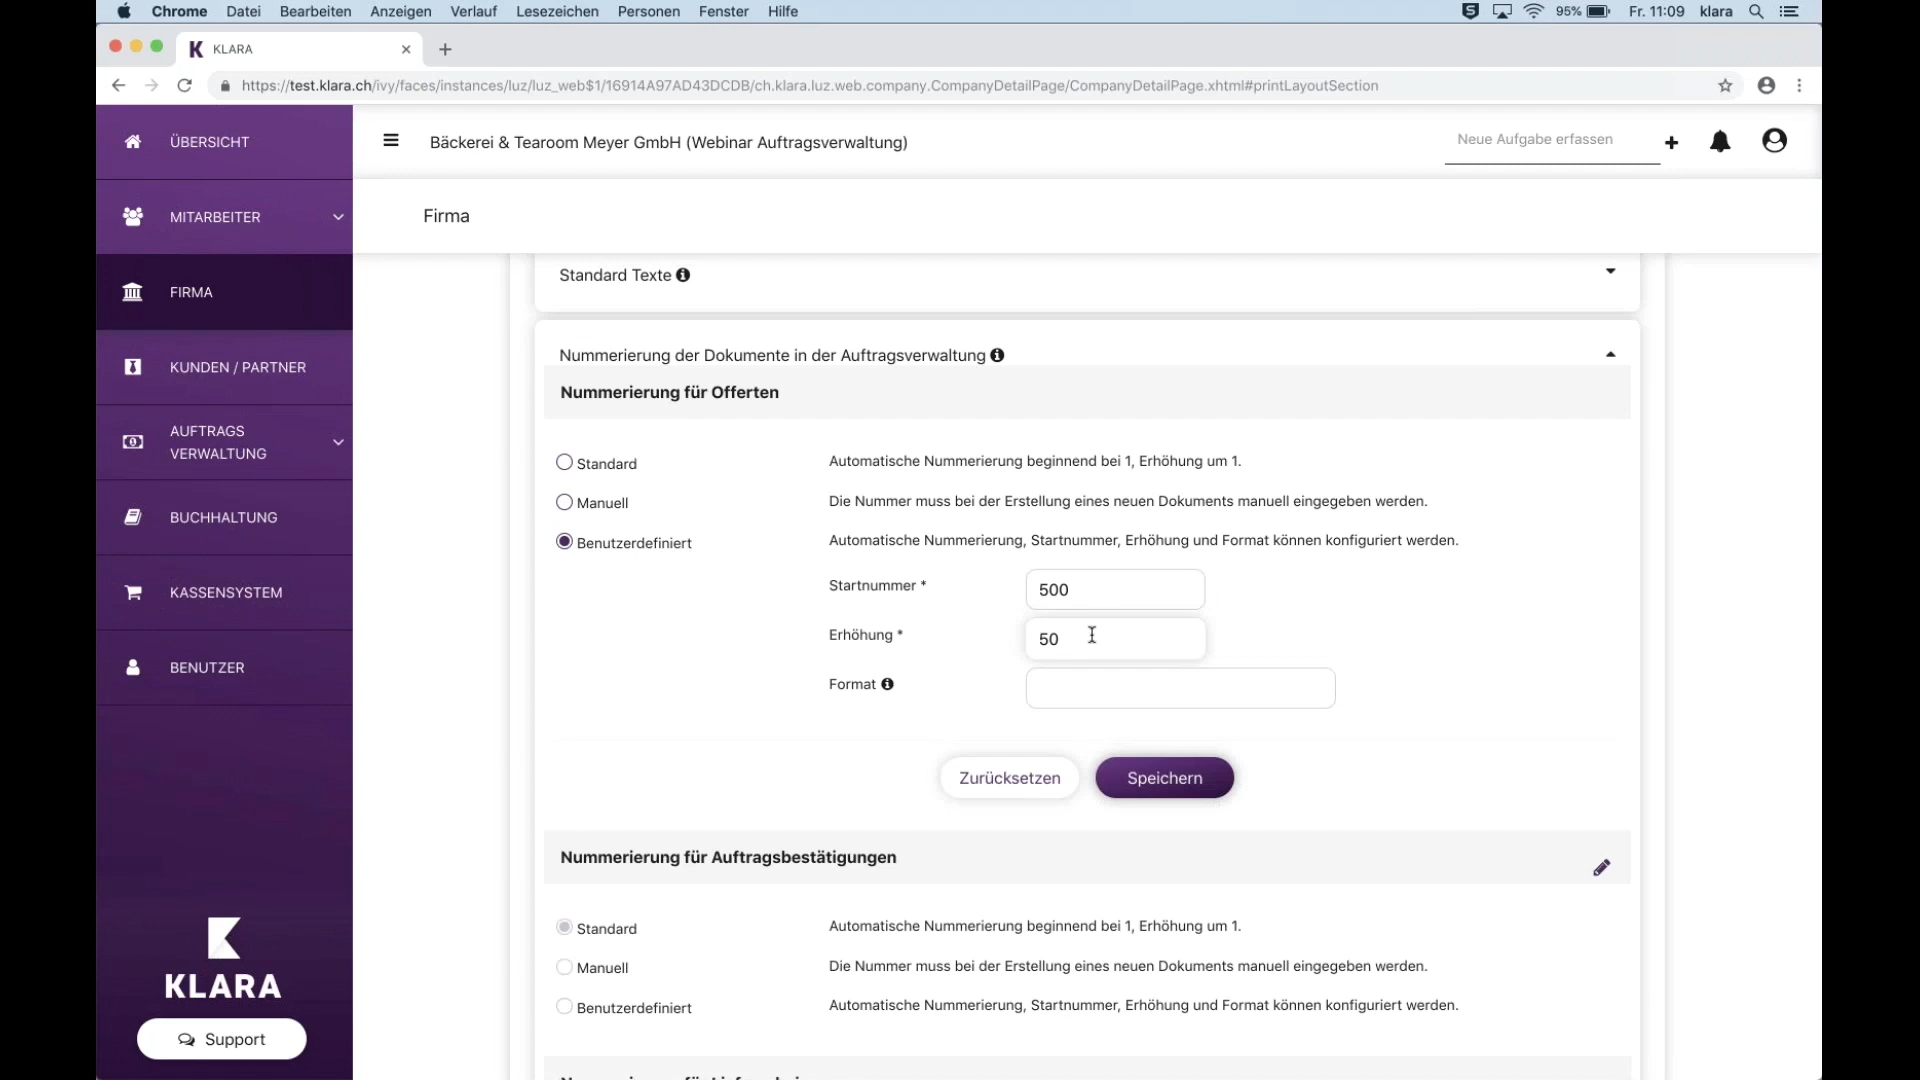 Chrome Datei Bearbeiten Anzeigen Verlauf Lesezeichen Personen Fenster Hilfe 95% Fr. 11:09 klara
KLARA
https://test.klara.ch/ivy/faces/instances/luz/luz_web$1/16914A97AD43DCDB/ch.klara.luz.web.company.CompanyDetailPage/CompanyDetailPage.xhtml#printLayoutSection
ÜBERSICHT
MITARBEITER
FIRMA
KUNDEN / PARTNER
AUFTRAGS
VERWALTUNG
BUCHHALTUNG
KASSENSYSTEM
BENUTZER
KLARA
Support
Bäckerei & Tearoom Meyer GmbH (Webinar Auftragsverwaltung)
Neue Aufgabe erfassen
Firma
Standard Texte
Nummerierung der Dokumente in der Auftragsverwaltung
Nummerierung für Offerten
Standard Automatische Nummerierung beginnend bei 1, Erhöhung um 1.
Manuell Die Nummer muss bei der Erstellung eines neuen Dokuments manuell eingegeben werden.
Benutzerdefiniert Automatische Nummerierung, Startnummer, Erhöhung und Format können konfiguriert werden.
Startnummer * 500
Erhöhung * 50
Format
Zurücksetzen Speichern
Nummerierung für Auftragsbestätigungen
Standard Automatische Nummerierung beginnend bei 1, Erhöhung um 1.
Manuell Die Nummer muss bei der Erstellung eines neuen Dokuments manuell eingegeben werden.
Benutzerdefiniert Automatische Nummerierung, Startnummer, Erhöhung und Format können konfiguriert werden.